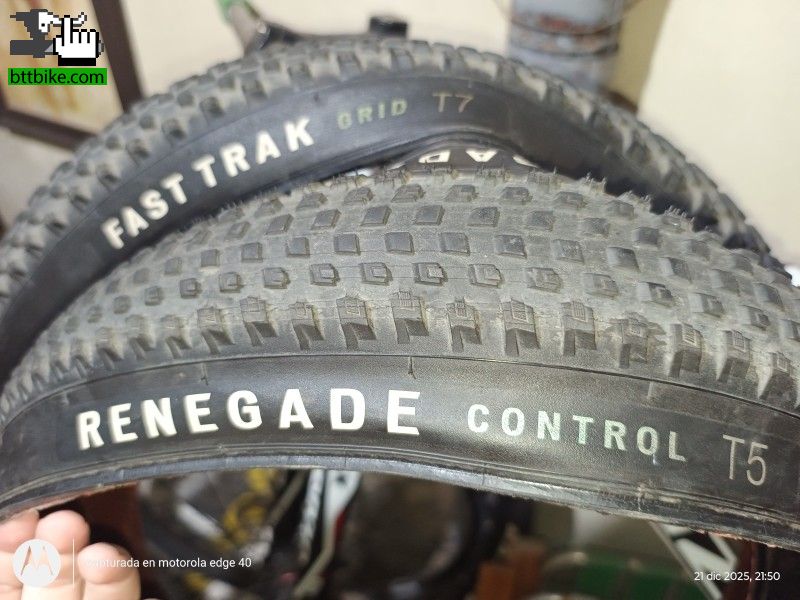 bttbike.com
FAST TRAK GRID T7
RENEGADE CONTROL T5
capturada en motorola edge 40
21 dic 2025, 21:50